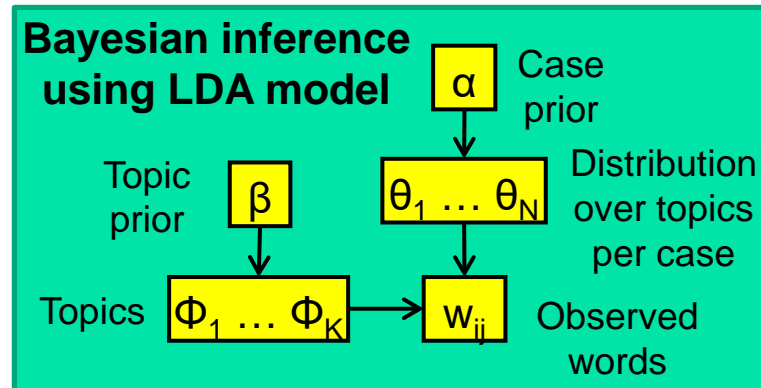 Bayesian inference
using LDA model
α
Case
prior
Topic
prior
β
θ1 … θN
Distribution
over topics
per case
Topics
Φ1 … ΦK
wij
Observed
words